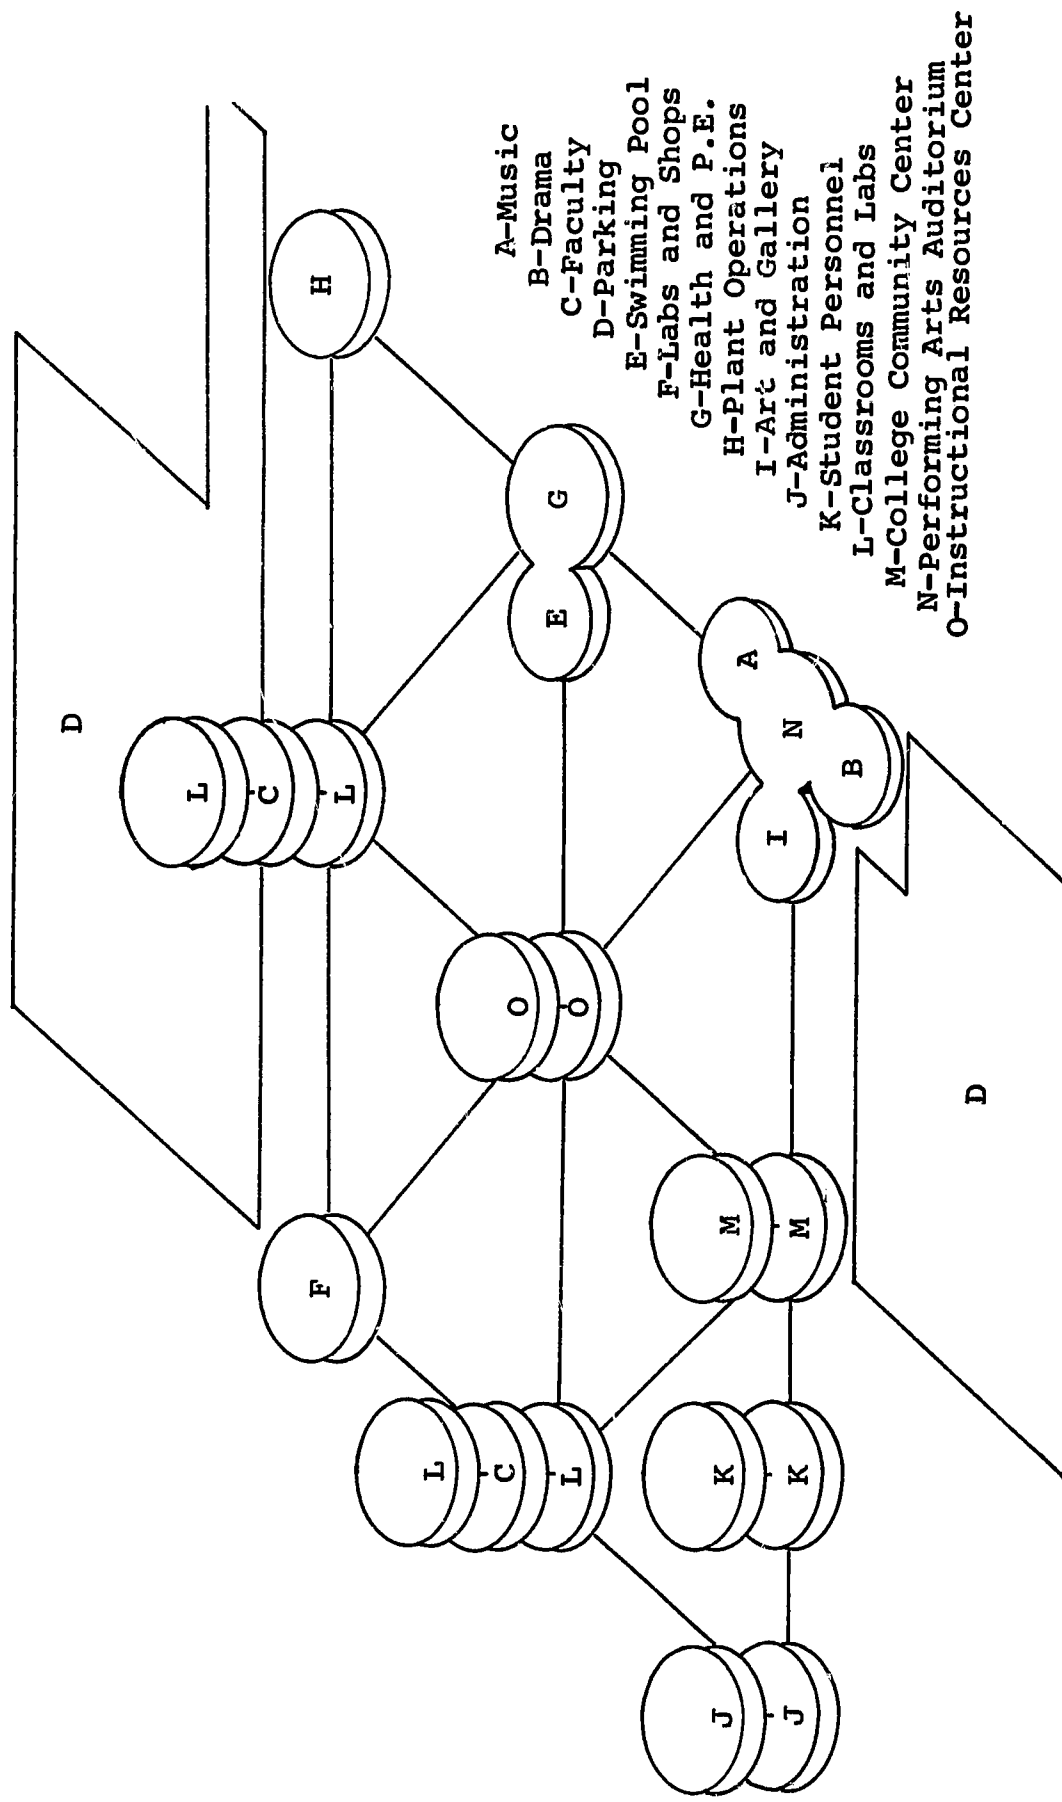 D
L
C
F
L
H
L
C
L
O
O
E
G
J
J
K
K
M
M
I
N
A
B
D
A-Music
B-Drama
C-Faculty
D-Parking
E-Swimming Pool
F-Labs and Shops
G-Health and P.E.
H-Plant Operations
I-Art and Gallery
J-Administration
K-Student Personnel
L-Classrooms and Labs
M-College Community Center
N-Performing Arts Auditorium
O-Instructional Resources Center